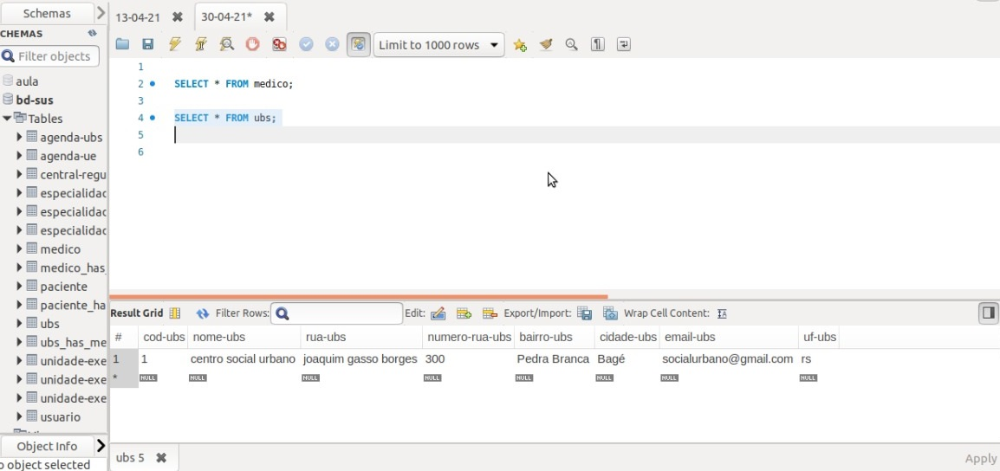 Schemas
CHEMAS
Filter objects
aula
bd-sus
Tables
agenda-ubs
agenda-ue
central-regu
especialidac
especialidac
especialidac
medico
medico_has_
paciente
paciente_ha
ubs
ubs_has_me
unidade-exe
unidade-exe
unidade-exe
usuario
Object Info
o object selected
13-04-21
30-04-21*
Limit to 1000 rows
1
2 SELECT * FROM medico;
3
4 SELECT * FROM ubs;
5
6
Result Grid Filter Rows: Edit: Export/Import: Wrap Cell Content:
# cod-ubs nome-ubs rua-ubs numero-rua-ubs bairro-ubs cidade-ubs email-ubs uf-ubs
1 1 centro social urbano joaquim gasso borges 300 Pedra Branca Bagé socialurbano@gmail.com rs
* NULL NULL NULL NULL NULL NULL NULL NULL
ubs 5
Apply